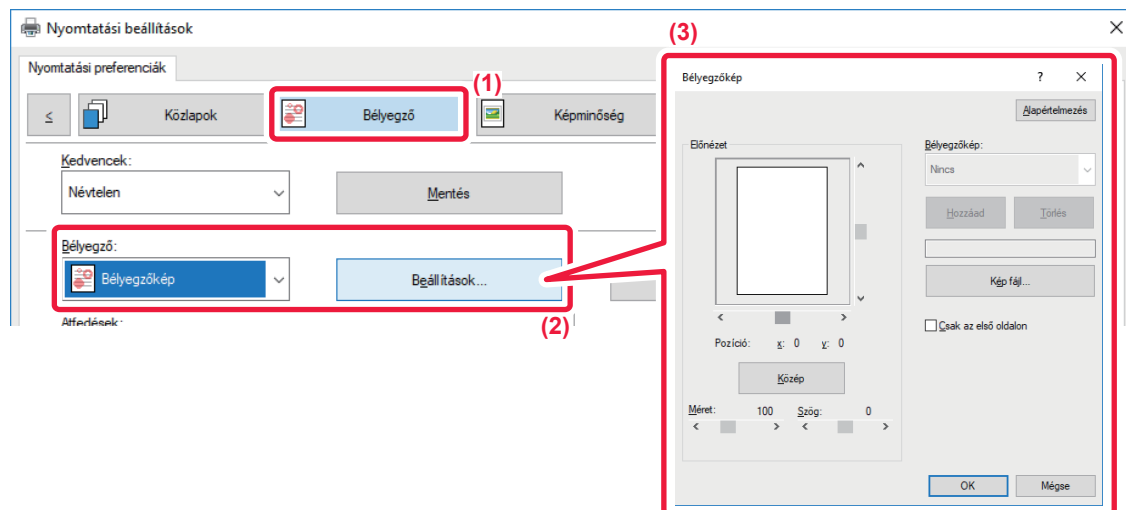 Nyomtatási beállítások
Nyomtatási preferenciák
(1)
≤ Közlapok Bélyegző Képminőség
Kedvencek:
Névtelen Mentés
Bélyegző:
Bélyegzőkép Beállítások...
Átfedések:
(2)
(3)
Bélyegzőkép ?
Alapértelmezés
Előnézet
Bélyegzőkép:
Nincs
Hozzáad Törlés
Kép fájl...
Csak az első oldalon
Pozíció: x: 0 y: 0
Közép
Méret: 100 Szög: 0
OK Mégse